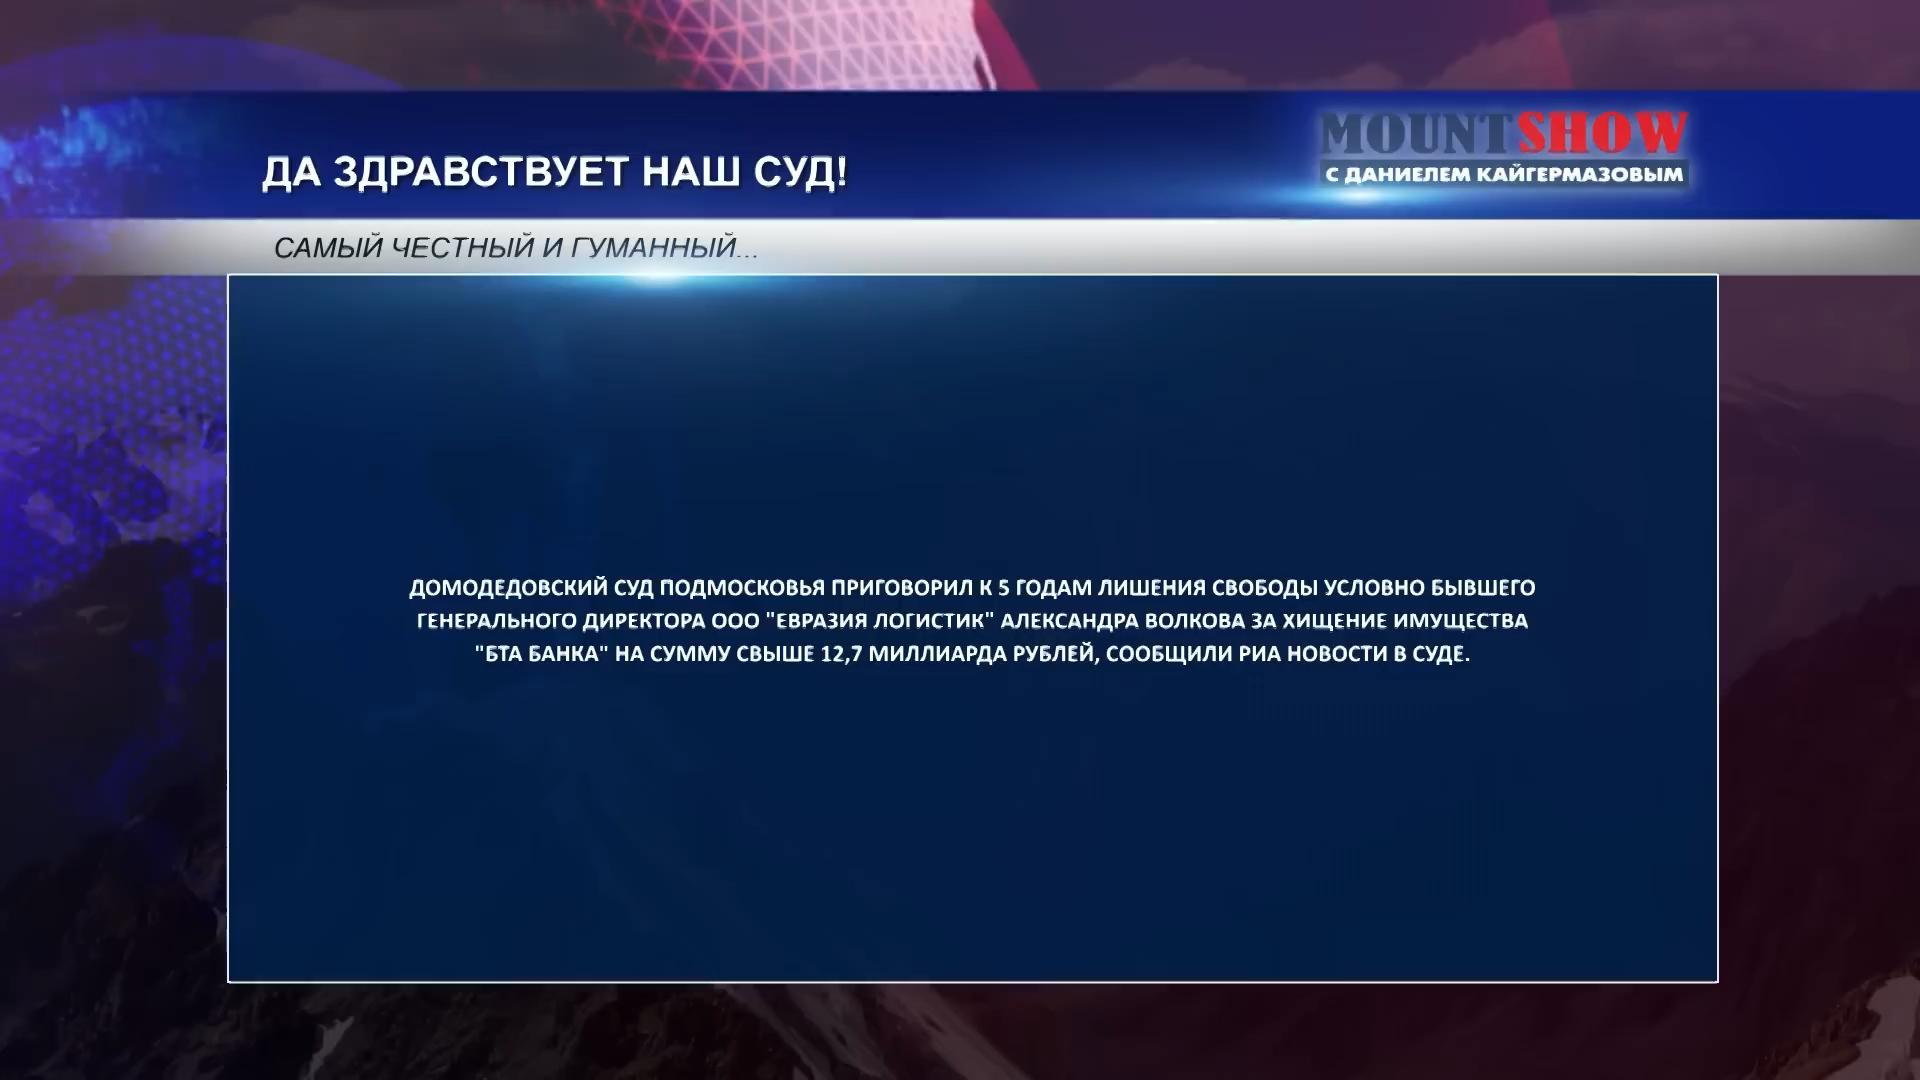 MOUNTSHOW
С ДАНИЕЛЕМ КАЙГЕРМАЗОВЫМ
ДА ЗДРАВСТВУЕТ НАШ СУД!
САМЫЙ ЧЕСТНЫЙ И ГУМАННЫЙ...
ДОМОДЕДОВСКИЙ СУД ПОДМОСКОВЬЯ ПРИГОВОРИЛ К 5 ГОДАМ ЛИШЕНИЯ СВОБОДЫ УСЛОВНО БЫВШЕГО
ГЕНЕРАЛЬНОГО ДИРЕКТОРА ООО "ЕВРАЗИЯ ЛОГИСТИК" АЛЕКСАНДРА ВОЛКОВА ЗА ХИЩЕНИЕ ИМУЩЕСТВА
"БТА БАНКА" НА СУММУ СВЫШЕ 12,7 МИЛЛИАРДА РУБЛЕЙ, СООБЩИЛИ РИА НОВОСТИ В СУДЕ.